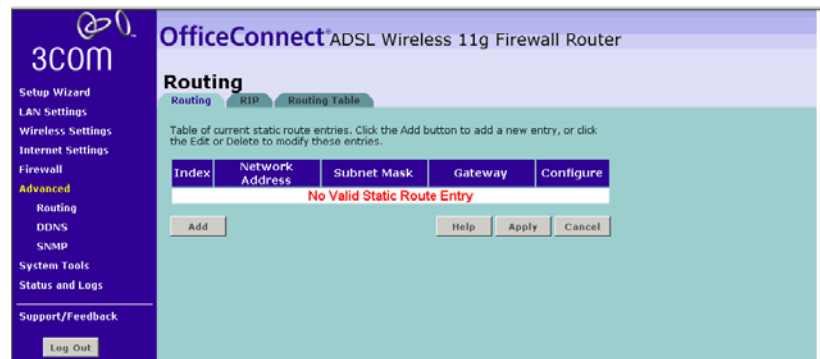 3COM
Setup Wizard
LAN Settings
Wireless Settings
Internet Settings
Firewall
Advanced
Routing
DDNS
SNMP
System Tools
Status and Logs
Support/Feedback
Log Out
OfficeConnect® ADSL Wireless 11g Firewall Router
Routing
Routing RIP Routing Table
Table of current static route entries. Click the Add button to add a new entry, or click
the Edit or Delete to modify these entries.
Index Network Address Subnet Mask Gateway Configure
No Valid Static Route Entry
Add Help Apply Cancel